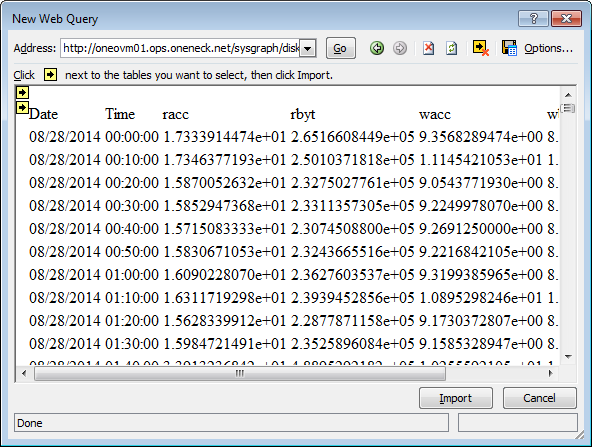 New Web Query
Address: http://oneovm01.ops.oneneck.net/sysgraph/disk Go Options...
Click next to the tables you want to select, then click Import.
Date Time racc rbyt wacc
08/28/2014 00:00:00 1.7333914474e+01 2.6516608449e+05 9.3568289474e+00 8.
08/28/2014 00:10:00 1.7346377193e+01 2.5010371818e+05 1.1145421053e+01 1.
08/28/2014 00:20:00 1.5870052632e+01 2.3275027761e+05 9.0543771930e+00 8.
08/28/2014 00:30:00 1.5852947368e+01 2.3311357305e+05 9.2249978070e+00 8.
08/28/2014 00:40:00 1.5715083333e+01 2.3074508800e+05 9.2691250000e+00 8.
08/28/2014 00:50:00 1.5830671053e+01 2.3243665516e+05 9.2216842105e+00 8.
08/28/2014 01:00:00 1.6090228070e+01 2.3627603537e+05 9.3199385965e+00 8.
08/28/2014 01:10:00 1.6311719298e+01 2.3939452856e+05 1.0895298246e+01 1.
08/28/2014 01:20:00 1.5628339912e+01 2.2877871158e+05 9.1730372807e+00 8.
08/28/2014 01:30:00 1.5984721491e+01 2.3525896084e+05 9.1585328947e+00 8.
08/28/2014 01:40:00
Import Cancel
Done